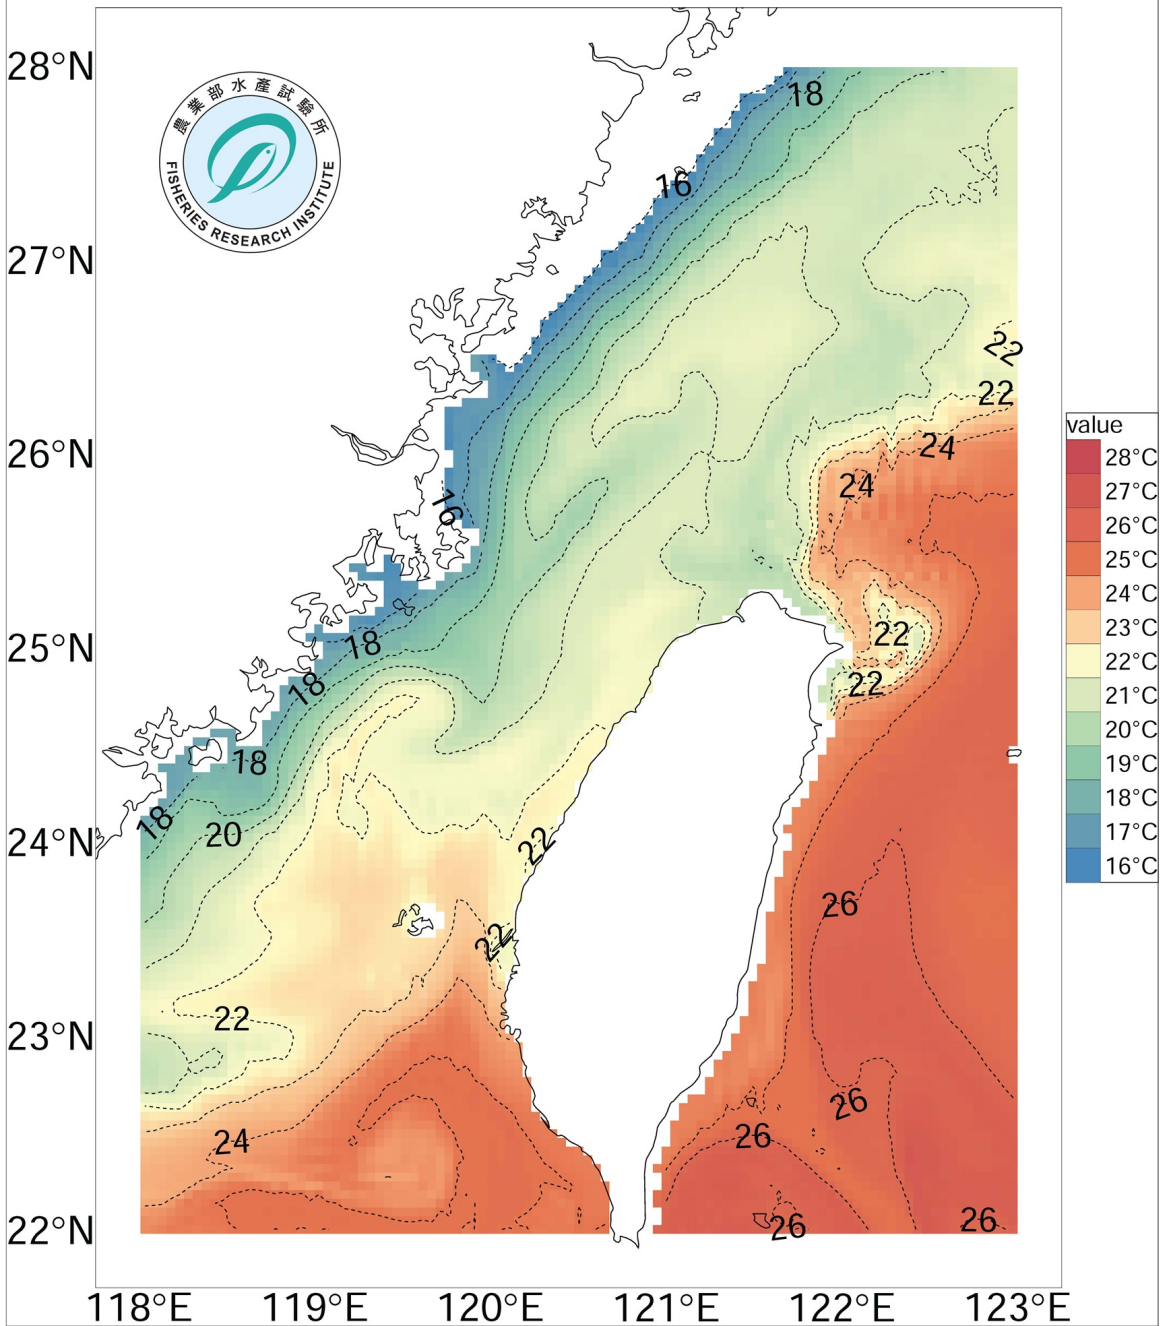 農業部水產試驗所
FISHERIES RESEARCH INSTITUTE
28°N
27°N
26°N
25°N
24°N
23°N
22°N
118°E 119°E 120°E 121°E 122°E 123°E
18
16
22
22
24
24
16
22
22
18
18
18
18
20
22
22
26
22
26
26
24
26
26
value
28°C
27°C
26°C
25°C
24°C
23°C
22°C
21°C
20°C
19°C
18°C
17°C
16°C